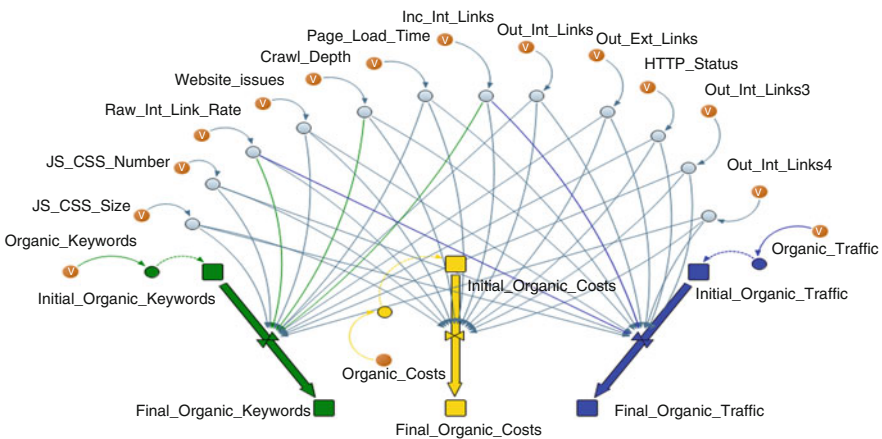 Inc_Int_Links
Out_Int_Links
Page_Load_Time
Out_Ext_Links
Crawl_Depth
HTTP_Status
Website_issues
Out_Int_Links3
Raw_Int_Link_Rate
JS_CSS_Number
Out_Int_Links4
JS_CSS_Size
Organic_Keywords
Organic_Traffic
Initial_Organic_Keywords
Initial_Organic_Costs
Initial_Organic_Traffic
Organic_Costs
Final_Organic_Keywords
Final_Organic_Traffic
Final_Organic_Costs
V
V
V
V
V
V
V
V
V
V
V
V
V
V